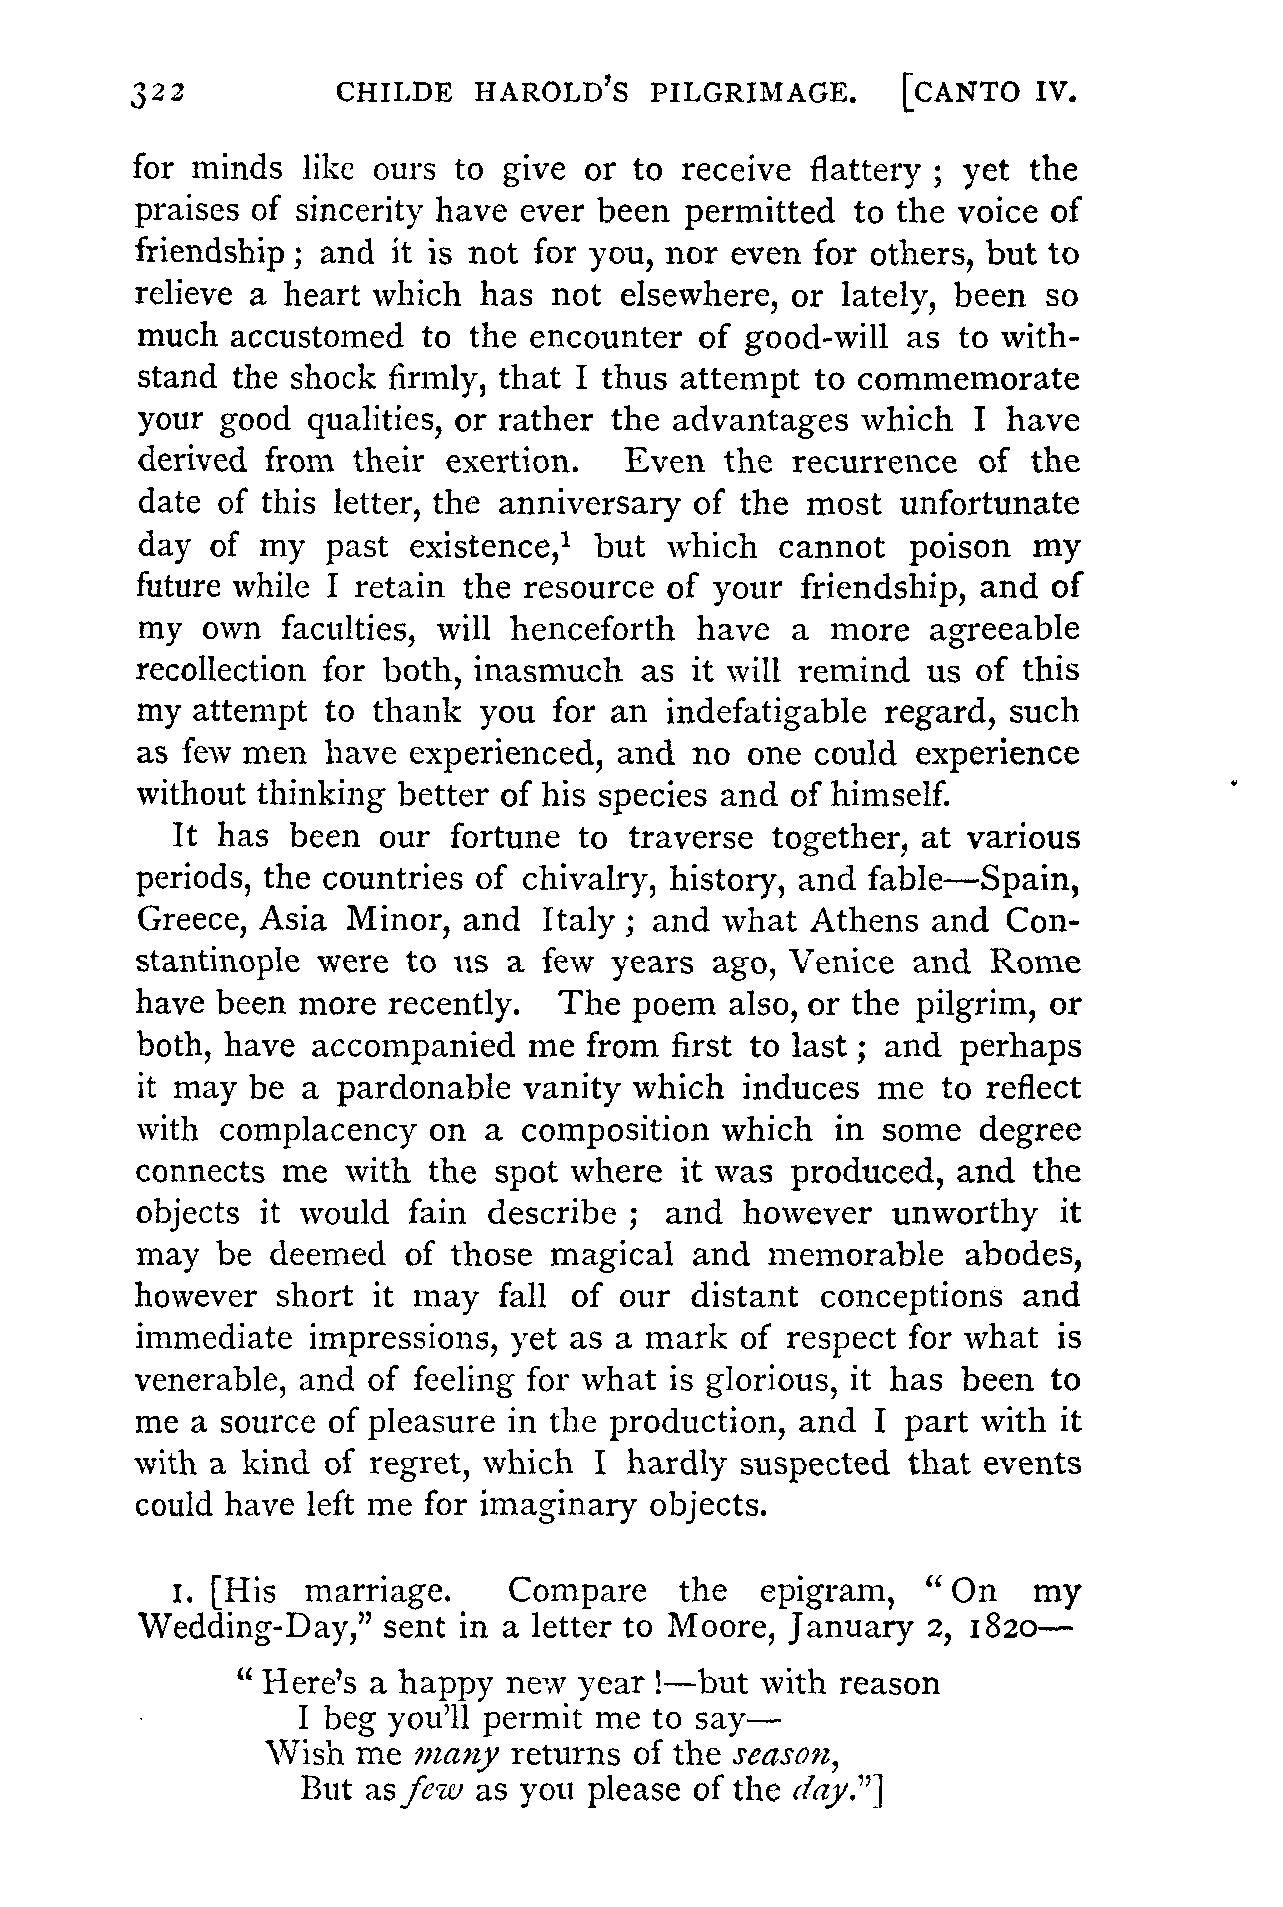 322 CHILDE HAROLD'S PILGRIMAGE. [CANTO IV.
for minds like ours to give or to receive flattery ; yet the
praises of sincerity have ever been permitted to the voice of
friendship ; and it is not for you, nor even for others, but to
relieve a heart which has not elsewhere, or lately, been so
much accustomed to the encounter of good-will as to with-
stand the shock firmly, that I thus attempt to commemorate
your good qualities, or rather the advantages which I have
derived from their exertion. Even the recurrence of the
date of this letter, the anniversary of the most unfortunate
day of my past existence,¹ but which cannot poison my
future while I retain the resource of your friendship, and of
my own faculties, will henceforth have a more agreeable
recollection for both, inasmuch as it will remind us of this
my attempt to thank you for an indefatigable regard, such
as few men have experienced, and no one could experience
without thinking better of his species and of himself.
It has been our fortune to traverse together, at various
periods, the countries of chivalry, history, and fable—Spain,
Greece, Asia Minor, and Italy ; and what Athens and Con-
stantinople were to us a few years ago, Venice and Rome
have been more recently. The poem also, or the pilgrim, or
both, have accompanied me from first to last ; and perhaps
it may be a pardonable vanity which induces me to reflect
with complacency on a composition which in some degree
connects me with the spot where it was produced, and the
objects it would fain describe ; and however unworthy it
may be deemed of those magical and memorable abodes,
however short it may fall of our distant conceptions and
immediate impressions, yet as a mark of respect for what is
venerable, and of feeling for what is glorious, it has been to
me a source of pleasure in the production, and I part with it
with a kind of regret, which I hardly suspected that events
could have left me for imaginary objects.
1. [His marriage. Compare the epigram, "On my
Wedding-Day," sent in a letter to Moore, January 2, 1820—
"Here's a happy new year !—but with reason
I beg you'll permit me to say—
Wish me many returns of the season,
But as few as you please of the day."]